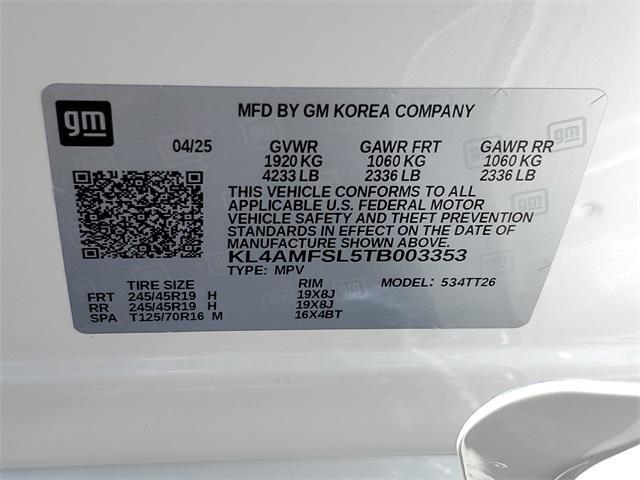 gm
MFD BY GM KOREA COMPANY
04/25 GVWR GAWR FRT GAWR RR
1920 KG 1060 KG 1060 KG
4233 LB 2336 LB 2336 LB
THIS VEHICLE CONFORMS TO ALL
APPLICABLE U.S. FEDERAL MOTOR
VEHICLE SAFETY AND THEFT PREVENTION
STANDARDS IN EFFECT ON THE DATE OF
MANUFACTURE SHOWN ABOVE.
KL4AMFSL5TB003353
TYPE: MPV MODEL: 534TT26
TIRE SIZE RIM
FRT 245/45R19 H 19X8J
RR 245/45R19 H 19X8J
SPA T125/70R16 M 16X4BT